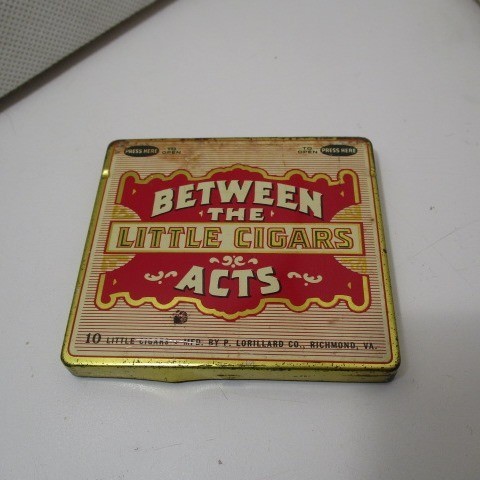 PRESS HERE TO OPEN TO OPEN PRESS HERE
BETWEEN
THE
LITTLE CIGARS
ACTS
10 LITTLE CIGARS - MFD. BY P. LORILLARD CO., RICHMOND, VA.